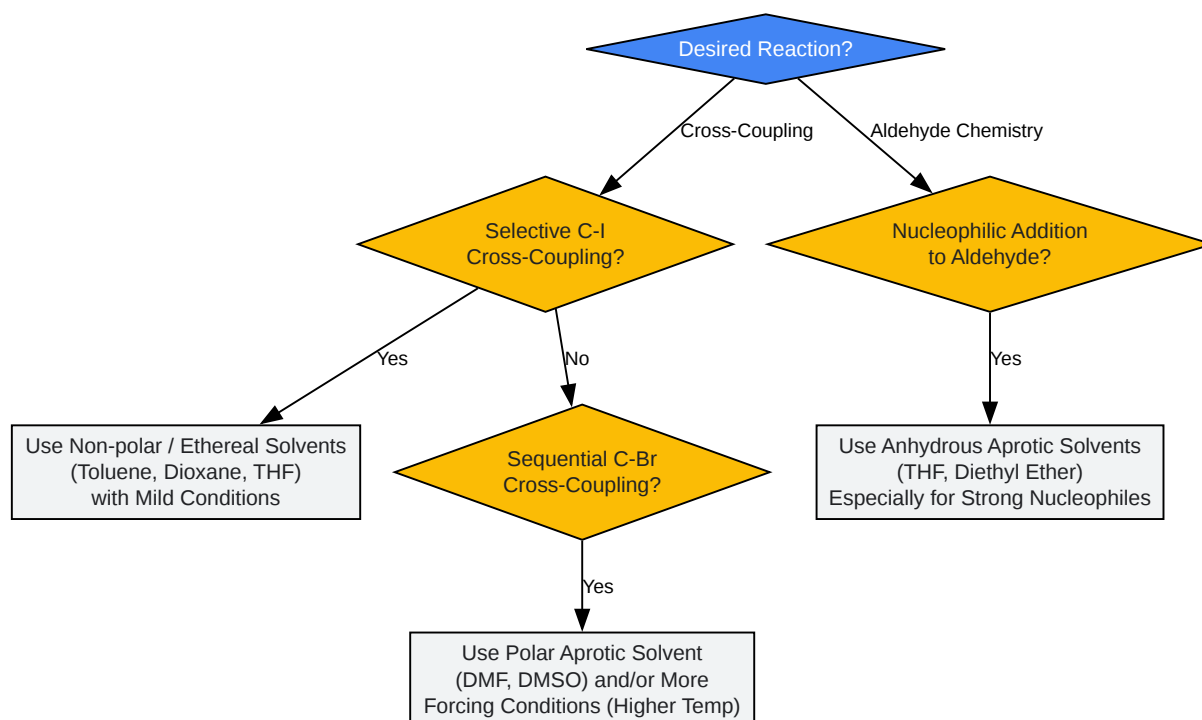 Desired Reaction?
Cross-Coupling
Aldehyde Chemistry
Selective C-I
Cross-Coupling?
Nucleophilic Addition
to Aldehyde?
Yes
No
Yes
Use Non-polar / Ethereal Solvents
(Toluene, Dioxane, THF)
with Mild Conditions
Sequential C-Br
Cross-Coupling?
Use Anhydrous Aprotic Solvents
(THF, Diethyl Ether)
Especially for Strong Nucleophiles
Yes
Use Polar Aprotic Solvent
(DMF, DMSO) and/or More
Forcing Conditions (Higher Temp)